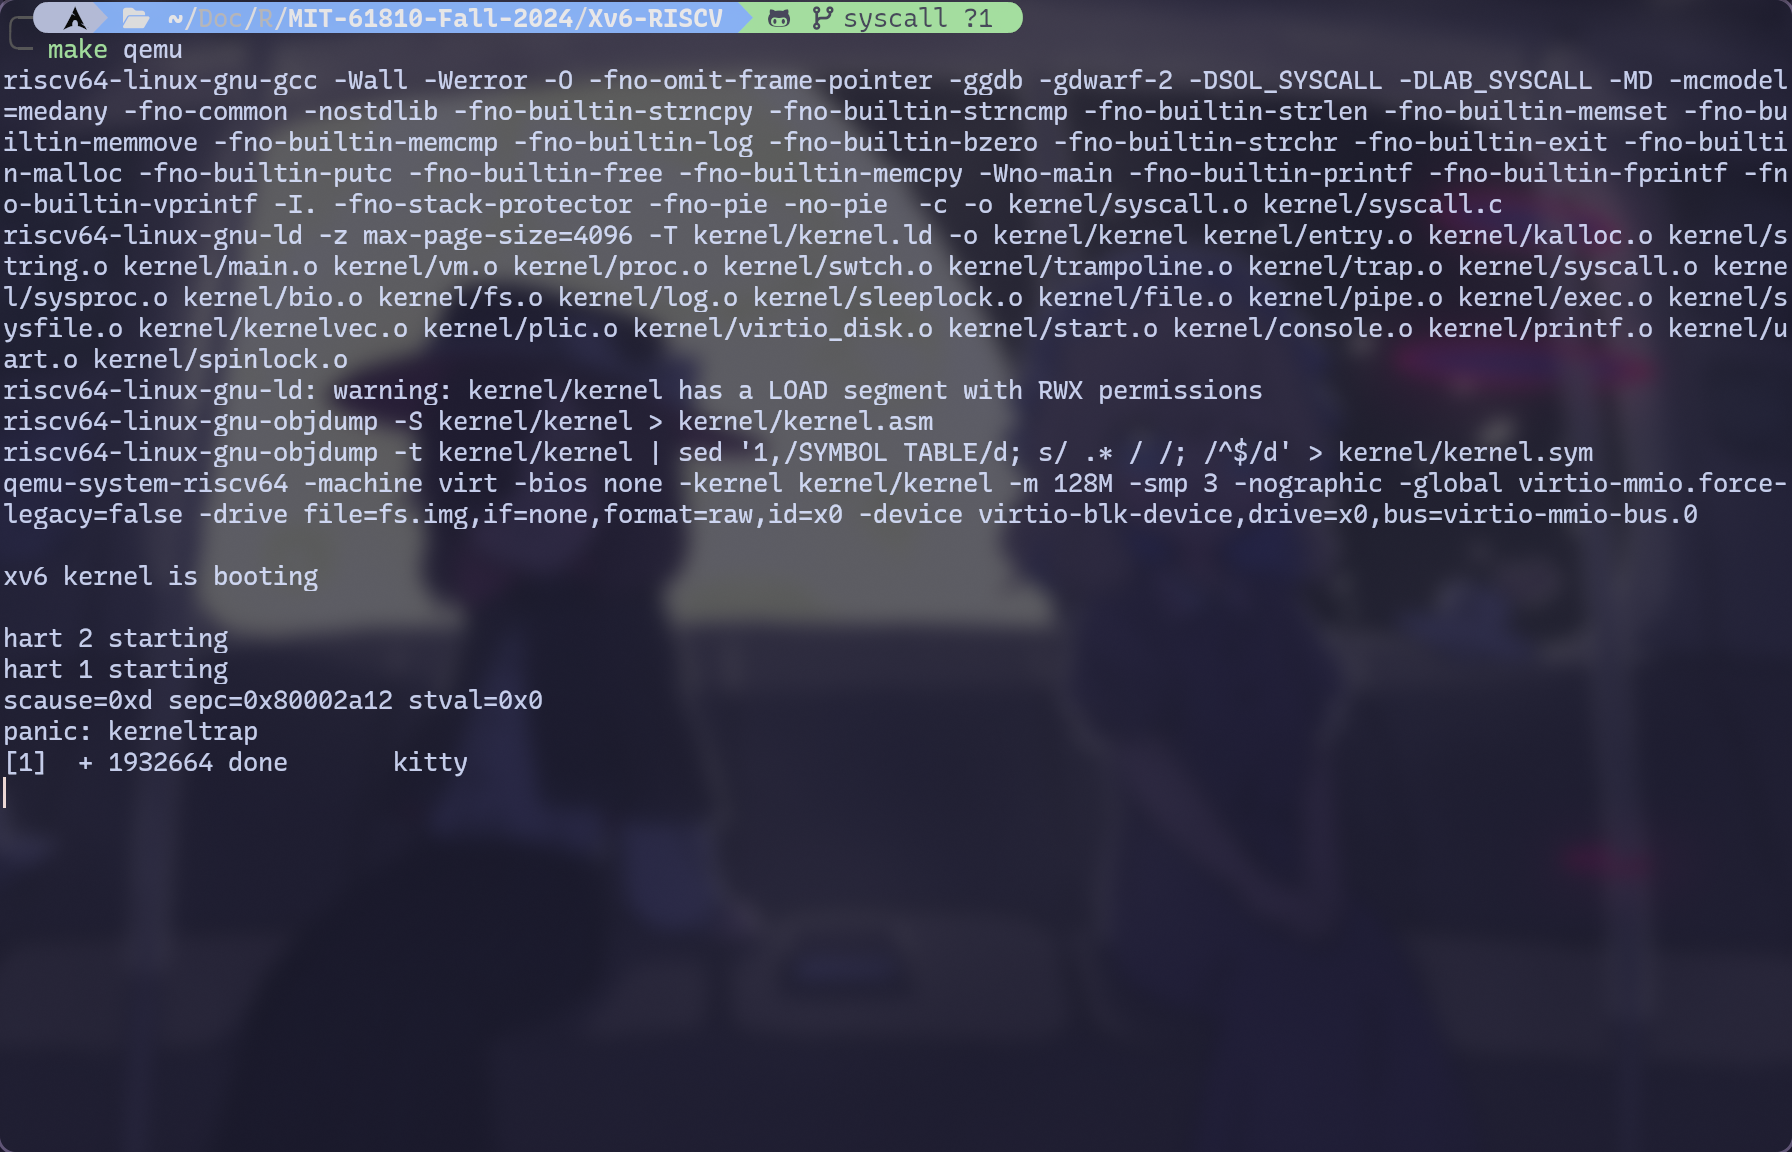 ~/Doc/R/MIT-61810-Fall-2024/Xv6-RISCV syscall ?1
make qemu
riscv64-linux-gnu-gcc -Wall -Werror -O -fno-omit-frame-pointer -ggdb -gdwarf-2 -DSOL_SYSCALL -DLAB_SYSCALL -MD -mcmodel
=medany -fno-common -nostdlib -fno-builtin-strncpy -fno-builtin-strncmp -fno-builtin-strlen -fno-builtin-memset -fno-bu
iltin-memmove -fno-builtin-memcmp -fno-builtin-log -fno-builtin-bzero -fno-builtin-strchr -fno-builtin-exit -fno-builti
n-malloc -fno-builtin-putc -fno-builtin-free -fno-builtin-memcpy -Wno-main -fno-builtin-printf -fno-builtin-fprintf -fn
o-builtin-vprintf -I. -fno-stack-protector -fno-pie -no-pie  -c -o kernel/syscall.o kernel/syscall.c
riscv64-linux-gnu-ld -z max-page-size=4096 -T kernel/kernel.ld -o kernel/kernel kernel/entry.o kernel/kalloc.o kernel/s
tring.o kernel/main.o kernel/vm.o kernel/proc.o kernel/swtch.o kernel/trampoline.o kernel/trap.o kernel/syscall.o kerne
l/sysproc.o kernel/bio.o kernel/fs.o kernel/log.o kernel/sleeplock.o kernel/file.o kernel/pipe.o kernel/exec.o kernel/s
ysfile.o kernel/kernelvec.o kernel/plic.o kernel/virtio_disk.o kernel/start.o kernel/console.o kernel/printf.o kernel/u
art.o kernel/spinlock.o
riscv64-linux-gnu-ld: warning: kernel/kernel has a LOAD segment with RWX permissions
riscv64-linux-gnu-objdump -S kernel/kernel > kernel/kernel.asm
riscv64-linux-gnu-objdump -t kernel/kernel | sed '1,/SYMBOL TABLE/d; s/ .* / /; /^$/d' > kernel/kernel.sym
qemu-system-riscv64 -machine virt -bios none -kernel kernel/kernel -m 128M -smp 3 -nographic -global virtio-mmio.force-
legacy=false -drive file=fs.img,if=none,format=raw,id=x0 -device virtio-blk-device,drive=x0,bus=virtio-mmio-bus.0
xv6 kernel is booting
hart 2 starting
hart 1 starting
scause=0xd sepc=0x80002a12 stval=0x0
panic: kerneltrap
[1]  + 1932664 done       kitty